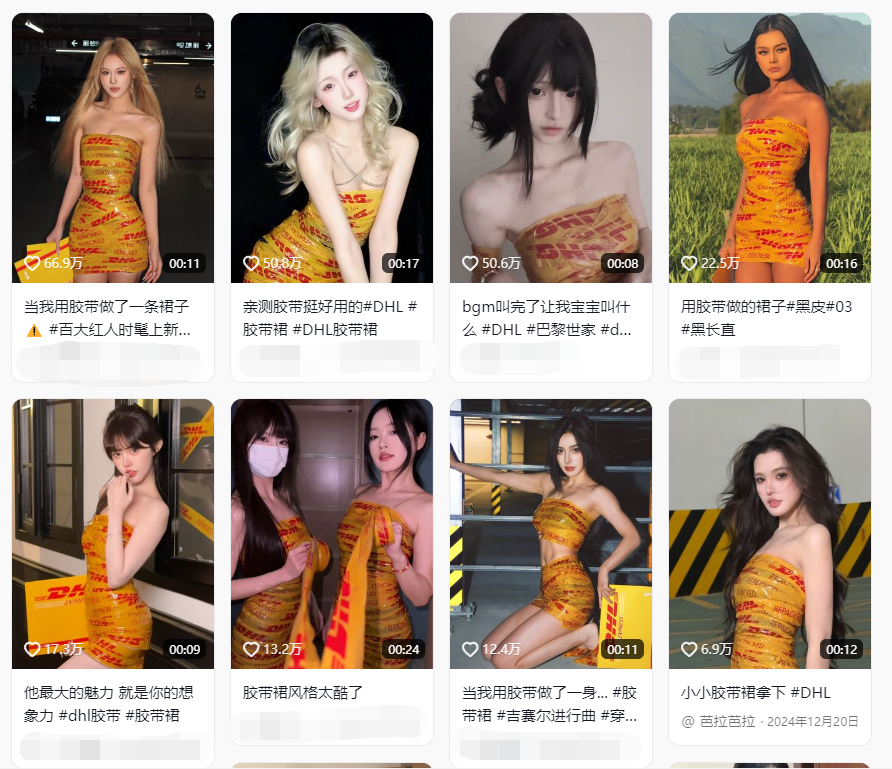 66.9万
00:11
当我用胶带做了一条裙子
⚠️ #百大红人时髦上新...
DHL
REPACKED
50.8万
00:17
亲测胶带挺好用的#DHL #
胶带裙 #DHL胶带裙
50.6万
00:08
bgm叫完了让我宝宝叫什
么 #DHL #巴黎世家 #d...
22.5万
00:16
用胶带做的裙子#黑皮#03
#黑长直
17.3万
00:09
他最大的魅力 就是你的想
象力 #dhl胶带 #胶带裙
DHL
13.2万
00:24
胶带裙风格太酷了
12.4万
00:11
当我用胶带做了一身... #胶
带裙 #吉赛尔进行曲 #穿...
REPACKED
6.9万
00:12
小小胶带裙拿下 #DHL
@ 芭拉芭拉 · 2024年12月20日